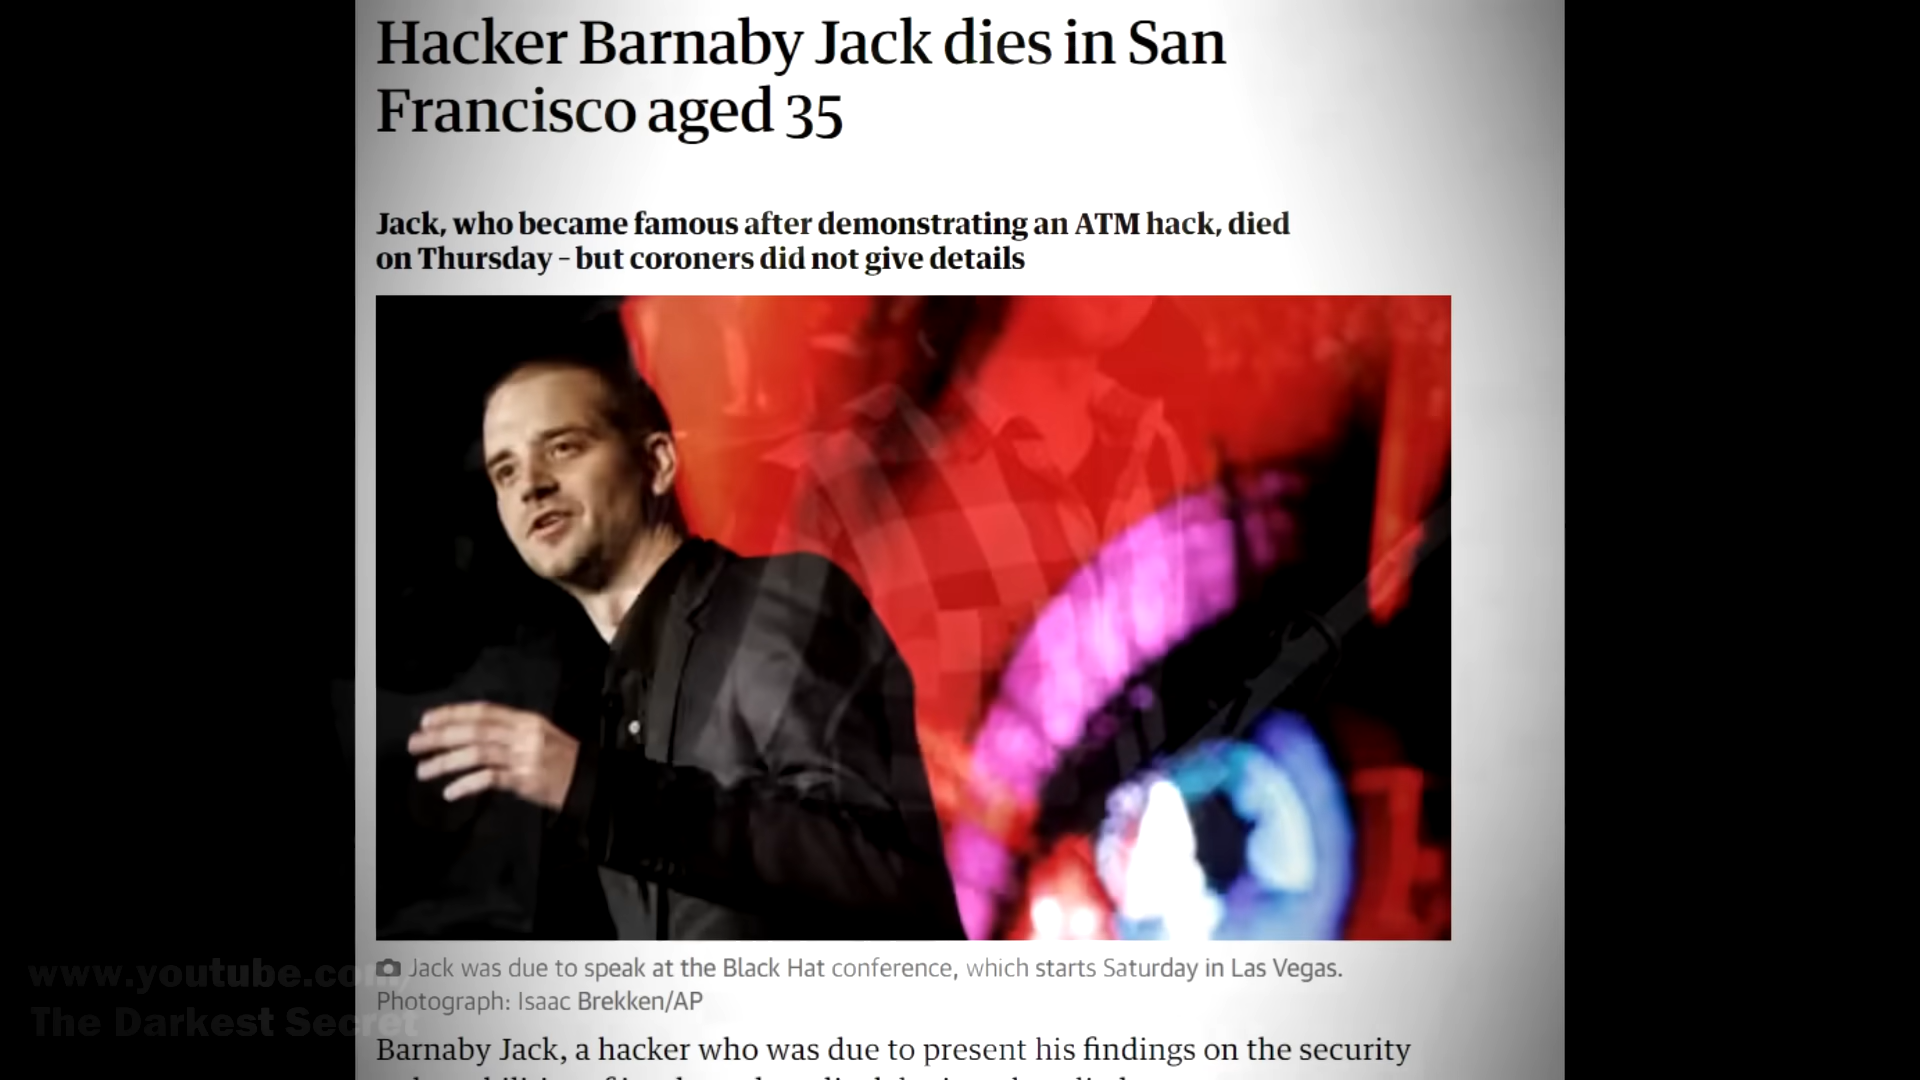 Hacker Barnaby Jack dies in San
Francisco aged 35
Jack, who became famous after demonstrating an ATM hack, died
on Thursday – but coroners did not give details
Jack was due to speak at the Black Hat conference, which starts Saturday in Las Vegas.
Photograph: Isaac Brekken/AP
www.youtube.com/
The Darkest Secret
Barnaby Jack, a hacker who was due to present his findings on the security